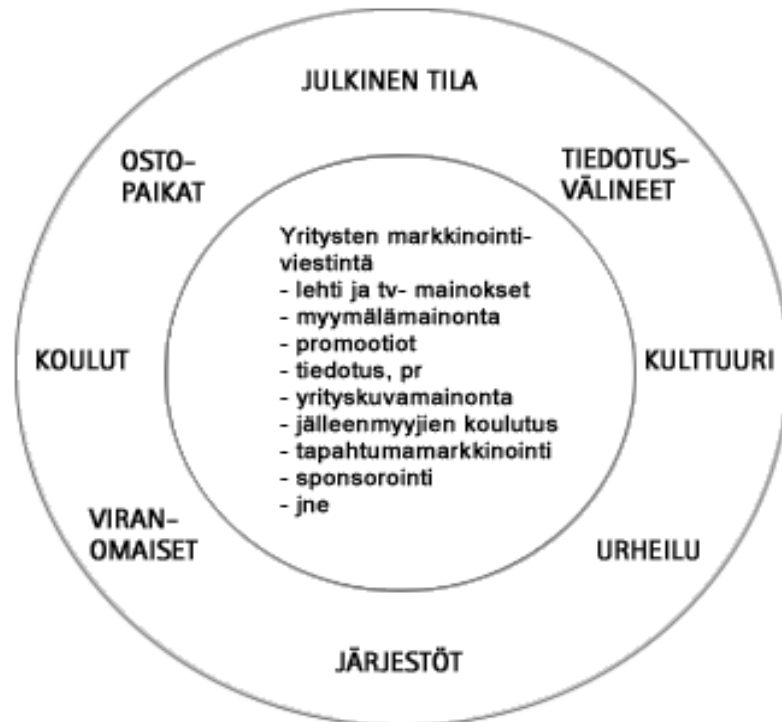 JULKINEN TILA
OSTO-
PAIKAT
TIEDOTUS-
VÄLINEET
Yritysten markkinointi-
viestintä
- lehti ja tv- mainokset
- myymälämainonta
- promootiot
- tiedotus, pr
- yrityskuvamainonta
- jälleenmyyjien koulutus
- tapahtumamarkkinointi
- sponsorointi
- jne
KOULUT
KULTTUURI
VIRAN-
OMAISET
URHEILU
JÄRJESTÖT